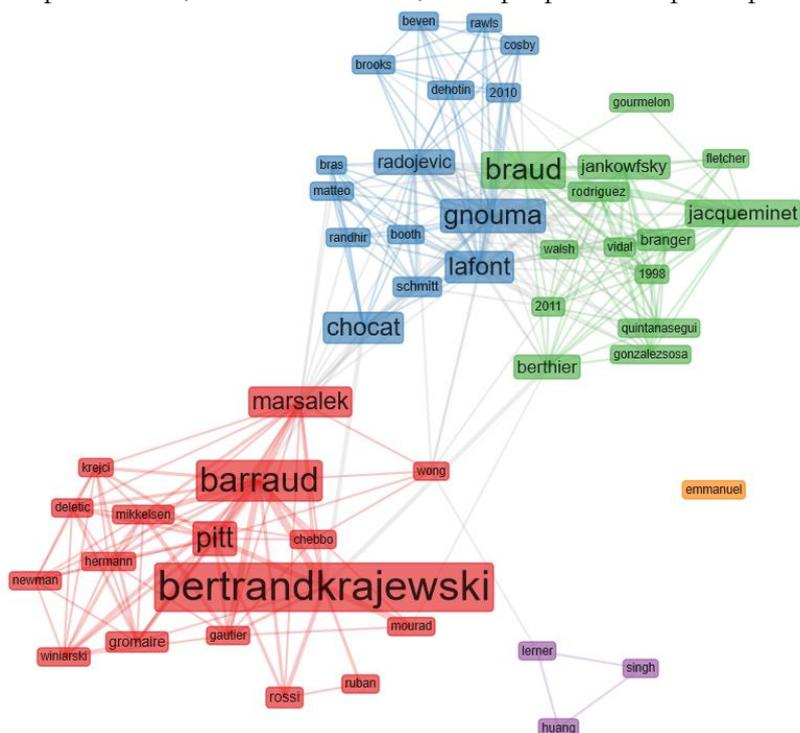 beven
rawls
cosby
brooks
dehotin
2010
gourmelon
bras
radojevic
braud
jankowfsky
fletcher
matteo
rodriguez
gnouma
jacqueminet
randhir
booth
walsh
vidal
branger
lafont
1998
schmitt
2011
chocat
quintanasegui
gonzalezsosa
berthier
marsalek
krejci
barraud
wong
emmanuel
deletic
mikkelsen
pitt
chebbo
hermann
newman
bertrandkrajewski
mourad
gautier
gromaire
winiarski
lerner
singh
ruban
rossi
huang